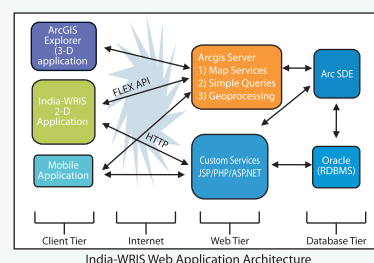 ArcGIS
Explorer
(3-D
application
India-WRIS
2-D
Application
Mobile
Application
FLEX API
HTTP
Arcgis Server
1) Map Services
2) Simple Queries
3) Geoprocessing
Custom Services
JSP/PHP/ASP.NET
Arc SDE
Oracle
(RDBMS)
Client Tier
Internet
Web Tier
Database Tier
India-WRIS Web Application Architecture